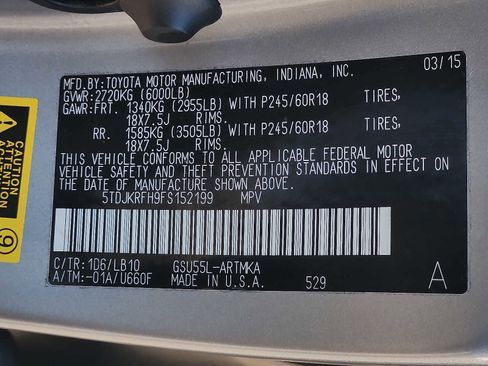 MFD.BY:TOYOTA MOTOR MANUFACTURING, INDIANA, INC. 03/15
GVWR:2720KG (6000LB)
GAWR:FRT. 1340KG (2955LB) WITH P245/60R18 TIRES,
18X7.5J RIMS.
RR. 1585KG (3505LB) WITH P245/60R18 TIRES,
18X7.5J RIMS.
THIS VEHICLE CONFORMS TO ALL APPLICABLE FEDERAL MOTOR
VEHICLE SAFETY AND THEFT PREVENTION STANDARDS IN EFFECT ON
THE DATE OF MANUFACTURE SHOWN ABOVE.
5TDJKRFH9FS152199 MPV
C/TR:1D6/LB10 GSU55L-ARTMKA
A/TM:-01A/U660F MADE IN U.S.A. 529 A
CAUTION
ATTENTION
9